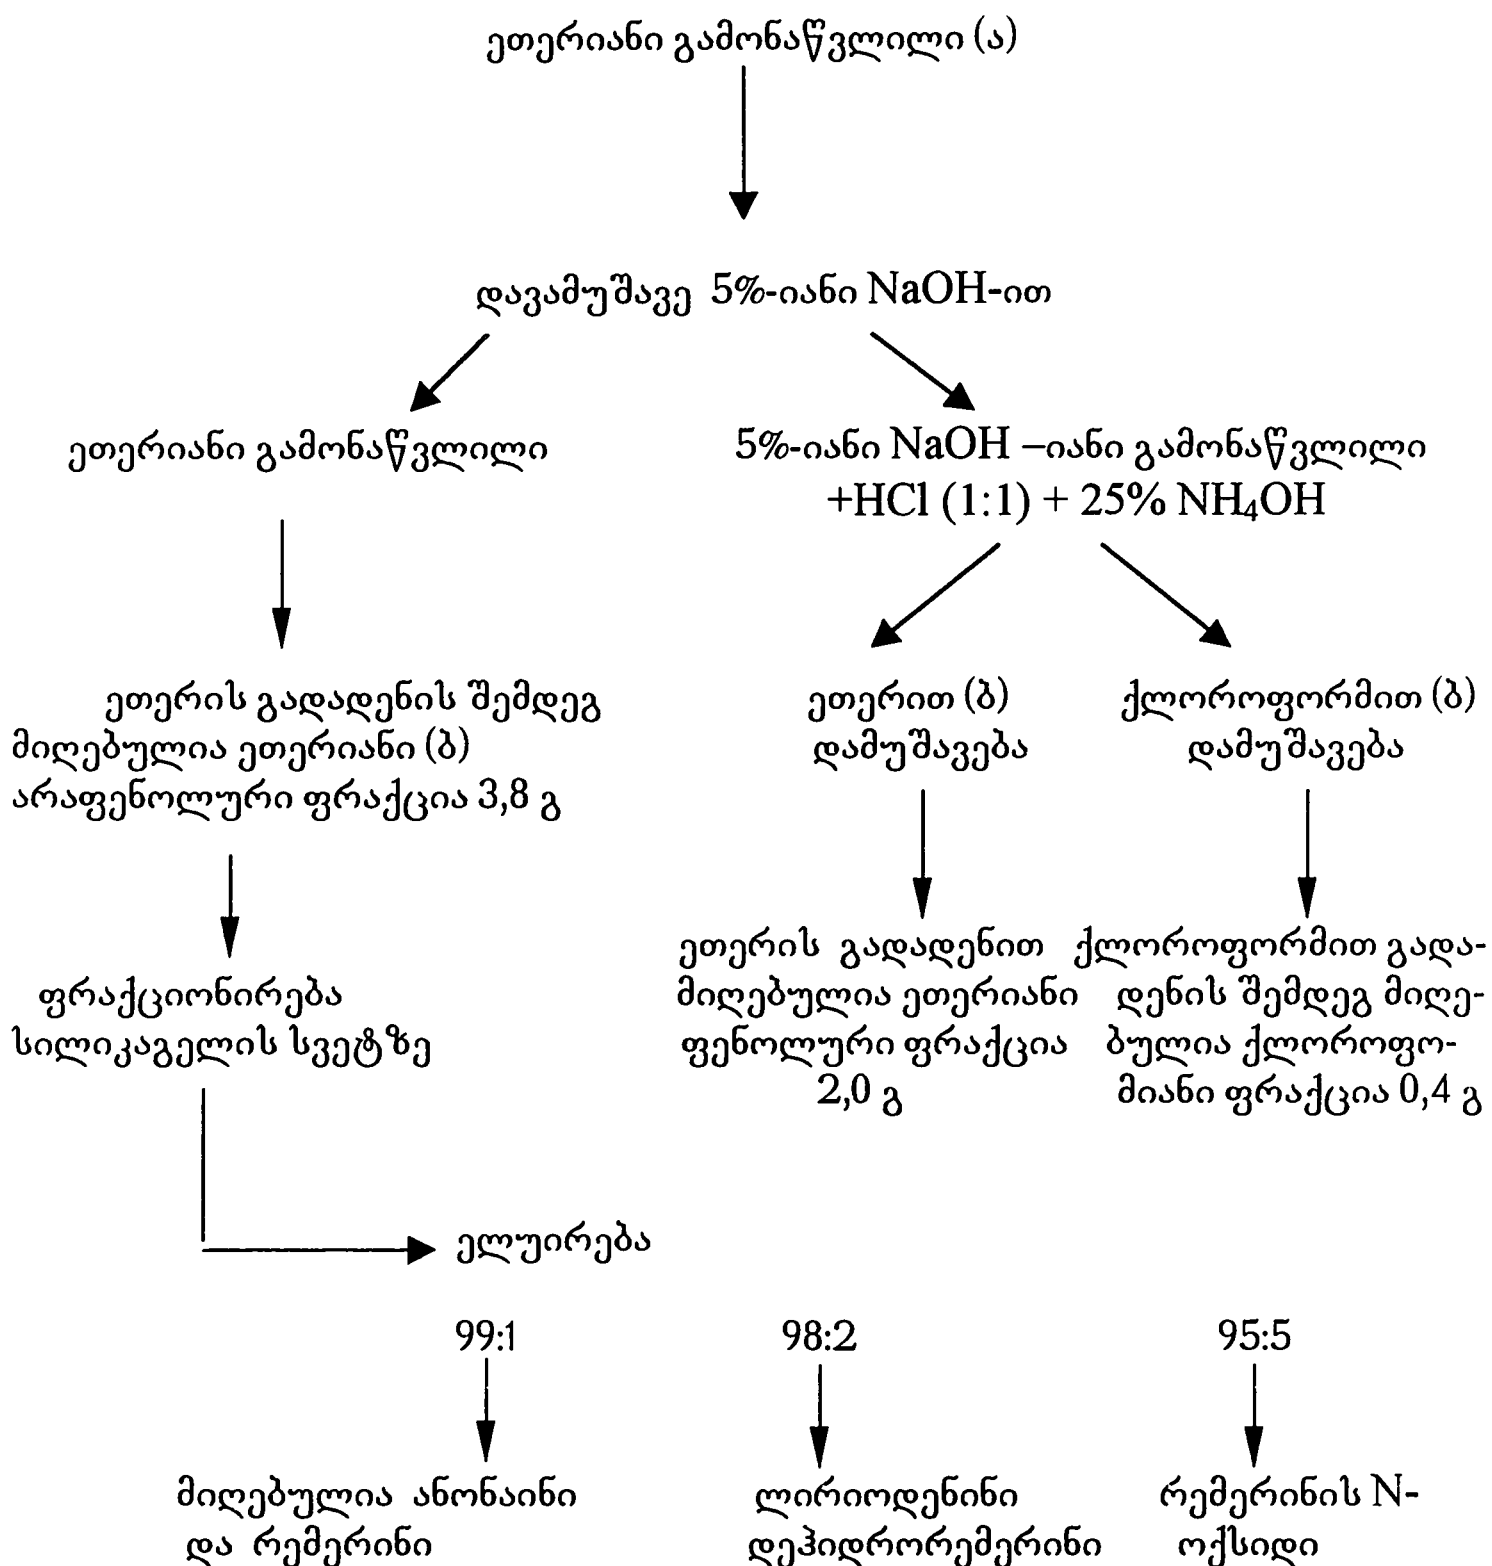 ეთერიანი გამონაწვლილი (ა)
დავამუშავე 5%-იანი NaOH-ით
ეთერიანი გამონაწვლილი
5%-იანი NaOH –იანი გამონაწვლილი
+HCl (1:1) + 25% NH₄OH
ეთერის გადადენის შემდეგ
მიღებულია ეთერიანი (ბ)
არაფენოლური ფრაქცია 3,8 გ
ეთერით (ბ)
დამუშავება
ქლოროფორმით (ბ)
დამუშავება
ფრაქციონირება
სილიკაგელის სვეტზე
ეთერის გადადენით
მიღებულია ეთერიანი
ფენოლური ფრაქცია
2,0 გ
ქლოროფორმით გადა-
დენის შემდეგ მიღე-
ბულია ქლოროფო-
მიანი ფრაქცია 0,4 გ
ელუირება
99:1
98:2
95:5
მიღებულია ანონაინი
და რემერინი
ლირიოდენინი
დეჰიდრორემერინი
რემერინის N-
ოქსიდი